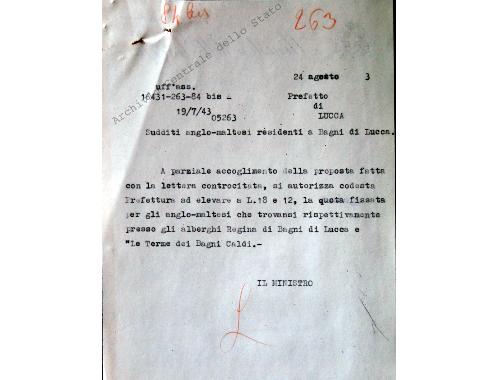 263
Archivio Centrale dello Stato
24 agosto 3
uff°ass.
16431-263-84 bis
Prefetto
di
19/7/43
05263
LUCCA
Sudditi anglo-maltesi residenti a Bagni di Lucca.
A parziale accoglimento della proposta fatta
con la lettera controcitata, si autorizza codesta
Prefettura ad elevare a L.18 e 12, la quota fissata
per gli anglo-maltesi che trovansi rispettivamente
presso gli alberghi Regina di Bagni di Lucca e
"Le Terme dei Bagni Caldi.-
IL MINISTRO